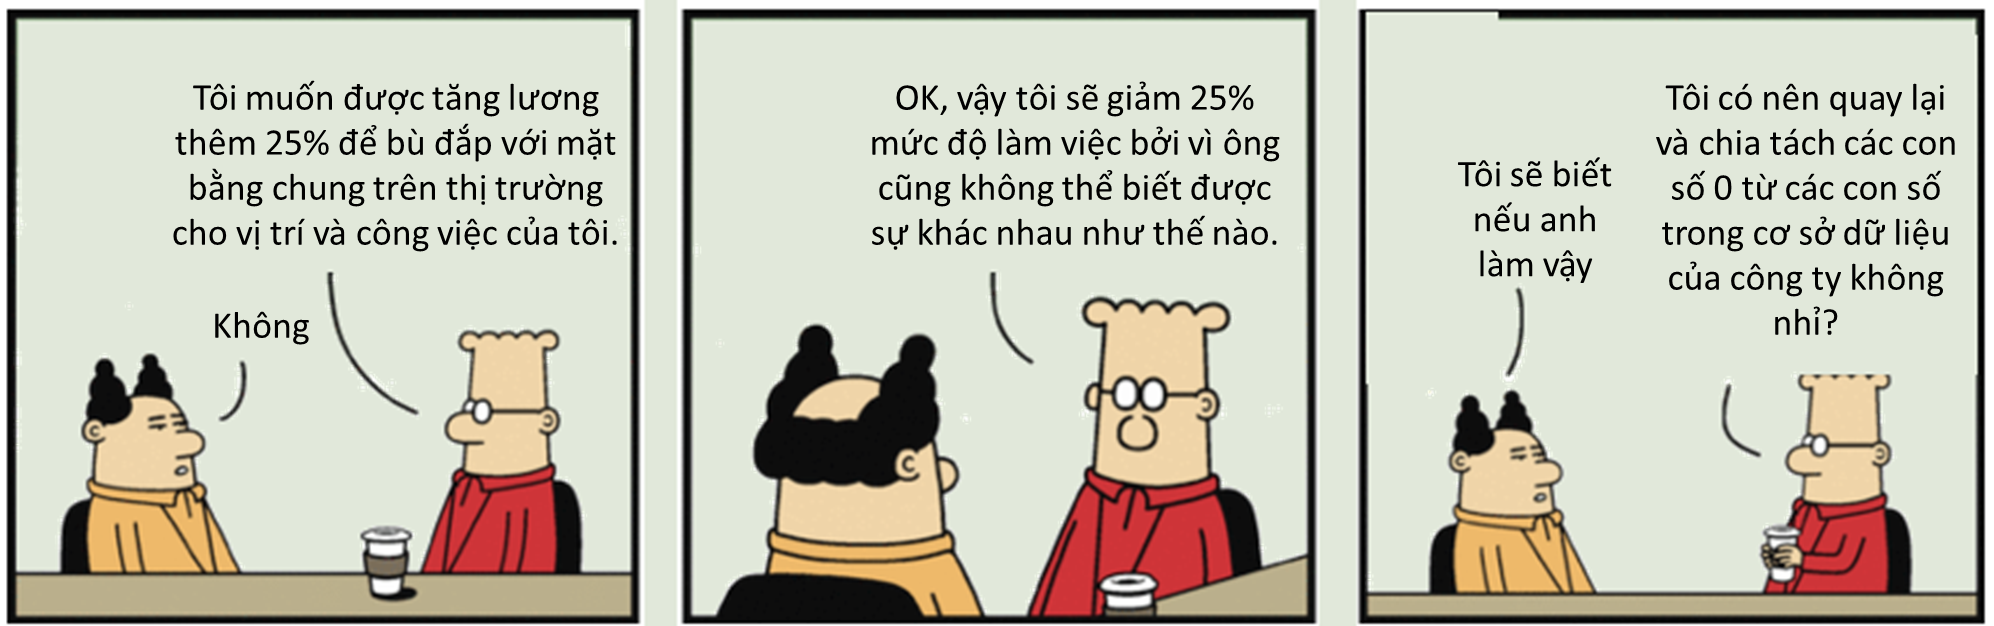 Tôi muốn được tăng lương
thêm 25% để bù đắp với mặt
bằng chung trên thị trường
cho vị trí và công việc của tôi.
Không
OK, vậy tôi sẽ giảm 25%
mức độ làm việc bởi vì ông
cũng không thể biết được
sự khác nhau như thế nào.
Tôi sẽ biết
nếu anh
làm vậy
Tôi có nên quay lại
và chia tách các con
số 0 từ các con số
trong cơ sở dữ liệu
của công ty không
nhỉ?